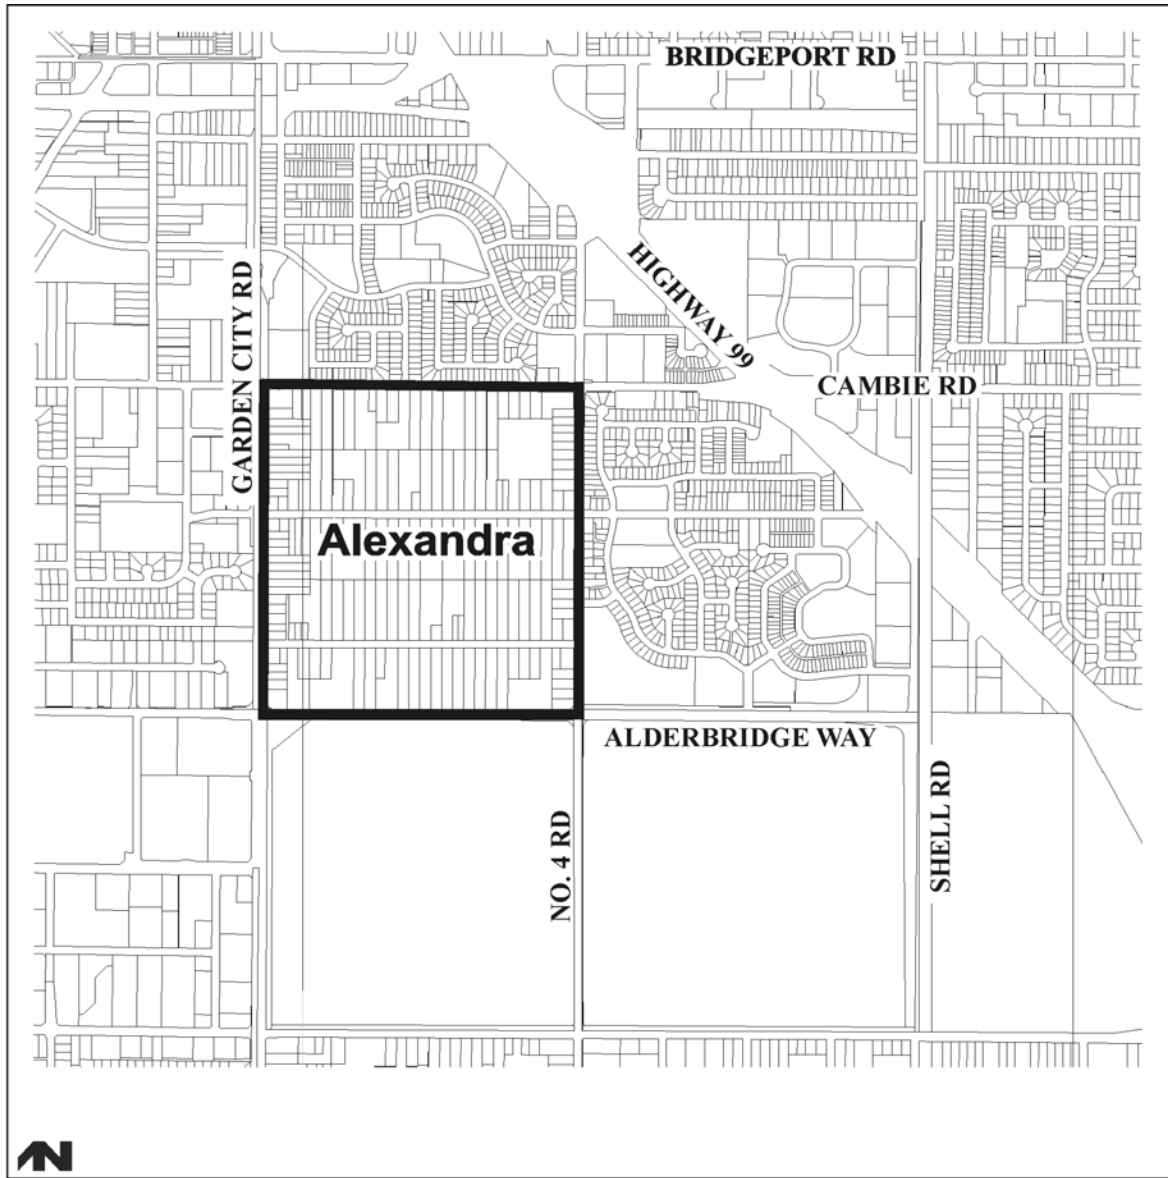 BRIDGEPORT RD
HIGHWAY 99
GARDEN CITY RD
CAMBIE RD
Alexandra
ALDERBRIDGE WAY
NO. 4 RD
SHELL RD
N